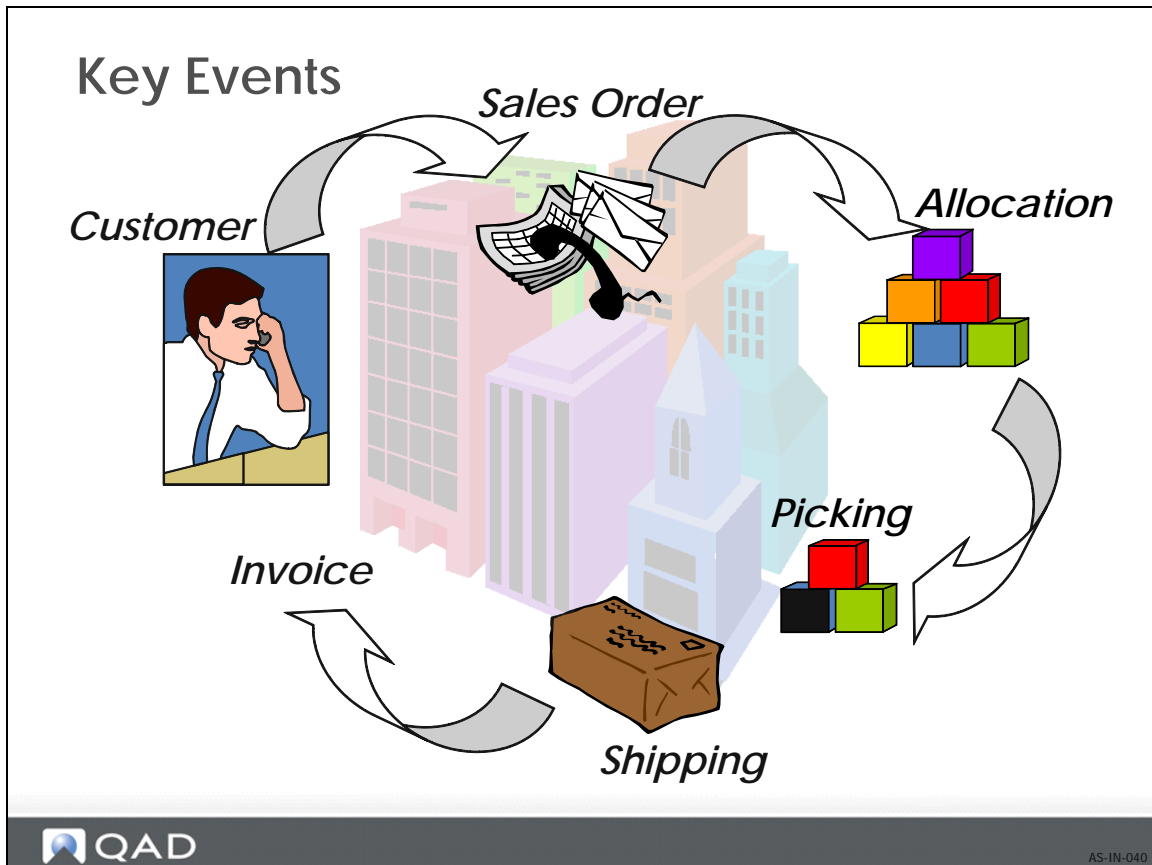 Key Events
Sales Order
Customer
Allocation
Picking
Invoice
Shipping
QAD
AS-IN-040